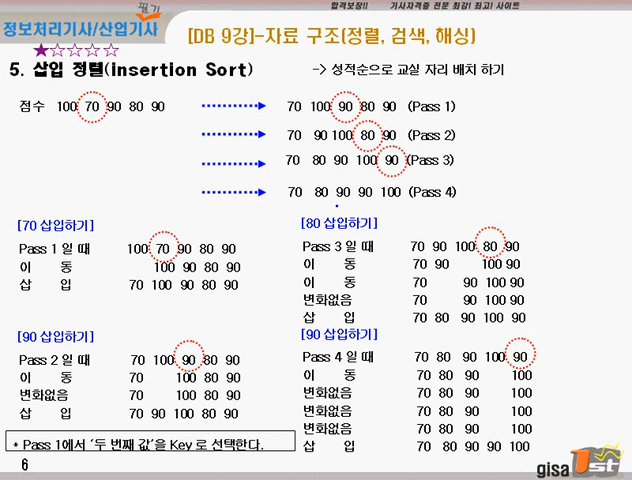 합격보장!! 기사자격증 전문 최강! 최고! 사이트
필기
정보처리기사/산업기사
[DB 9강]-자료 구조(정렬, 검색, 해싱)
★☆☆☆☆
5. 삽입 정렬(Insertion Sort) -> 성적순으로 교실 자리 배치 하기
점수 100 70 90 80 90
70 100 90 80 90 (Pass 1)
70 90 100 80 90 (Pass 2)
70 80 90 100 90 (Pass 3)
70 80 90 90 100 (Pass 4)
[70 삽입하기]
Pass 1 일 때 100 70 90 80 90
이 동 100 90 80 90
삽 입 70 100 90 80 90
[80 삽입하기]
Pass 3 일 때 70 90 100 80 90
이 동 70 90 100 90
이 동 70 90 100 90
변화없음 70 90 100 90
삽 입 70 80 90 100 90
[90 삽입하기]
Pass 2 일 때 70 100 90 80 90
이 동 70 100 80 90
변화없음 70 100 80 90
삽 입 70 90 100 80 90
[90 삽입하기]
Pass 4 일 때 70 80 90 100 90
이 동 70 80 90 100
변화없음 70 80 90 100
변화없음 70 80 90 100
변화없음 70 80 90 100
삽 입 70 80 90 90 100
* Pass 1에서 '두 번째 값'을 Key 로 선택한다.
6
gisa 1st